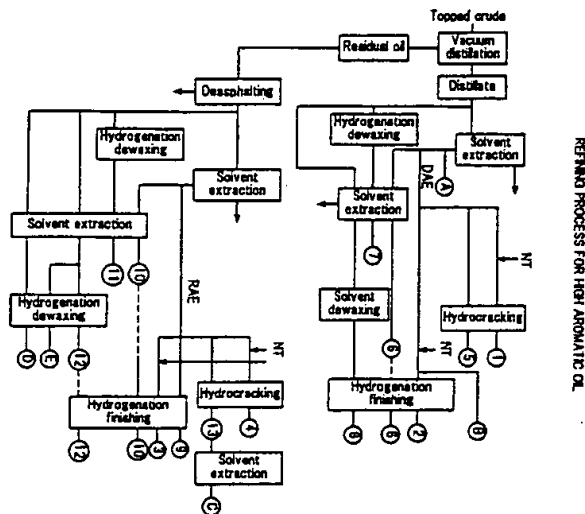 REFINING PROCESS FOR HIGH AROMATIC OIL
Topped crude
Vacuum
distillation
Residual oil
Distillate
Deasphalting
Hydrogenation
dewaxing
Solvent
extraction
DAE
A
Hydrogenation
dewaxing
Solvent
extraction
Solvent
extraction
7
NT
Solvent extraction
11
10
RAE
Solvent
dewaxing
6
NT
Hydrocracking
5
1
Hydrogenation
dewaxing
D
E
12
NT
Hydrocracking
13
4
Hydrogenation
finishing
8
6
2
B
Hydrogenation
finishing
12
10
3
9
Solvent
extraction
C